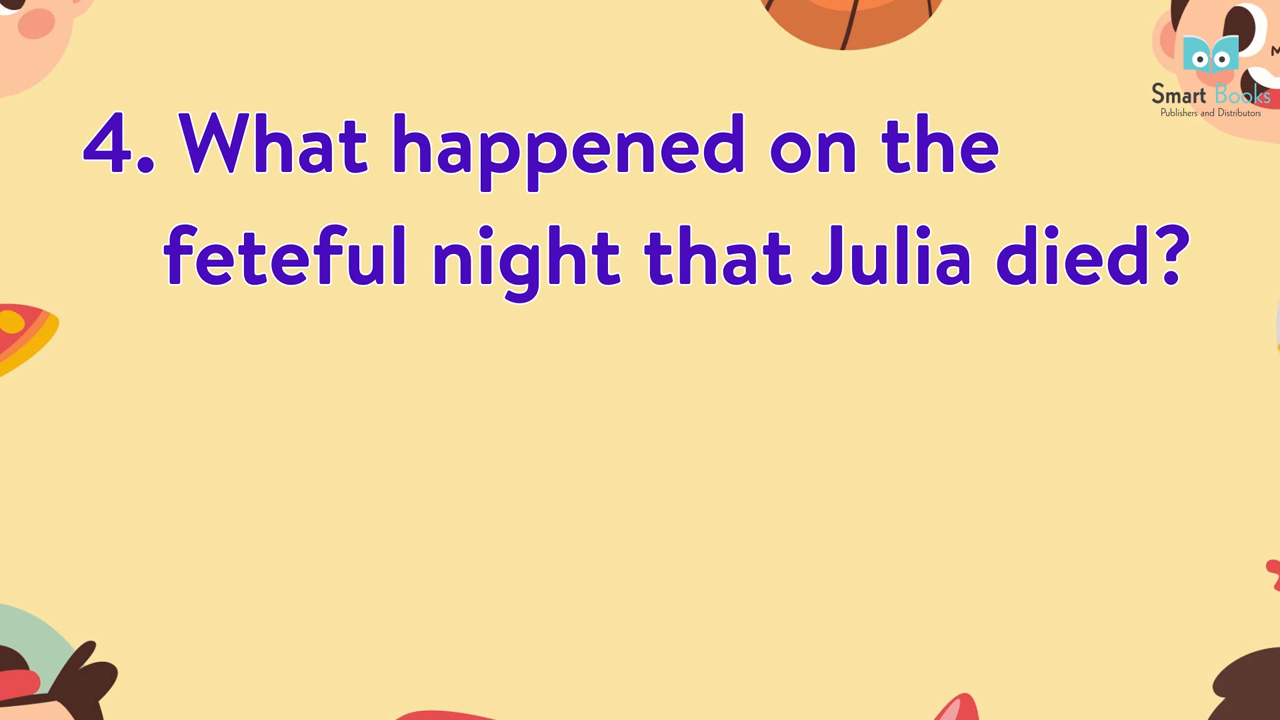 4. What happened on the
feteful night that Julia died?
Smart Books
Publishers and Distributors
M